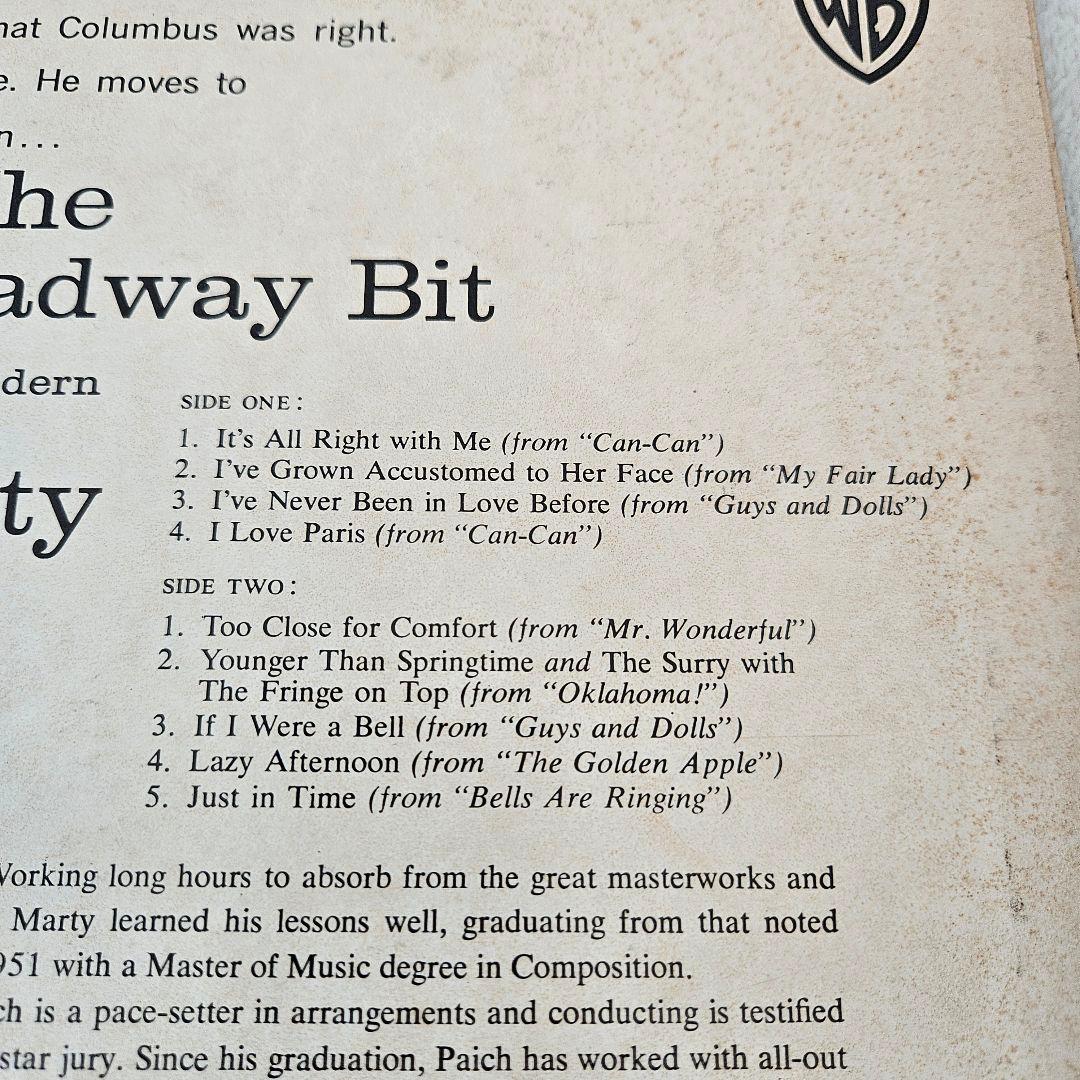 Columbus was right.
He moves to
WB
Bit
SIDE ONE:
1. It's All Right with Me (from “Can-Can”)
2. I've Grown Accustomed to Her Face (from “My Fair Lady”)
3. I've Never Been in Love Before (from “Guys and Dolls”)
4. I Love Paris (from “Can-Can”)
SIDE TWO:
1. Too Close for Comfort (from “Mr. Wonderful”)
2. Younger Than Springtime and The Surry with
The Fringe on Top (from “Oklahoma!”)
3. If I Were a Bell (from “Guys and Dolls”)
4. Lazy Afternoon (from “The Golden Apple”)
5. Just in Time (from “Bells Are Ringing”)
Working long hours to absorb from the great masterworks and
Marty learned his lessons well, graduating from that noted
951 with a Master of Music degree in Composition.
ch is a pace-setter in arrangements and conducting is testified
star jury. Since his graduation, Paich has worked with all-out